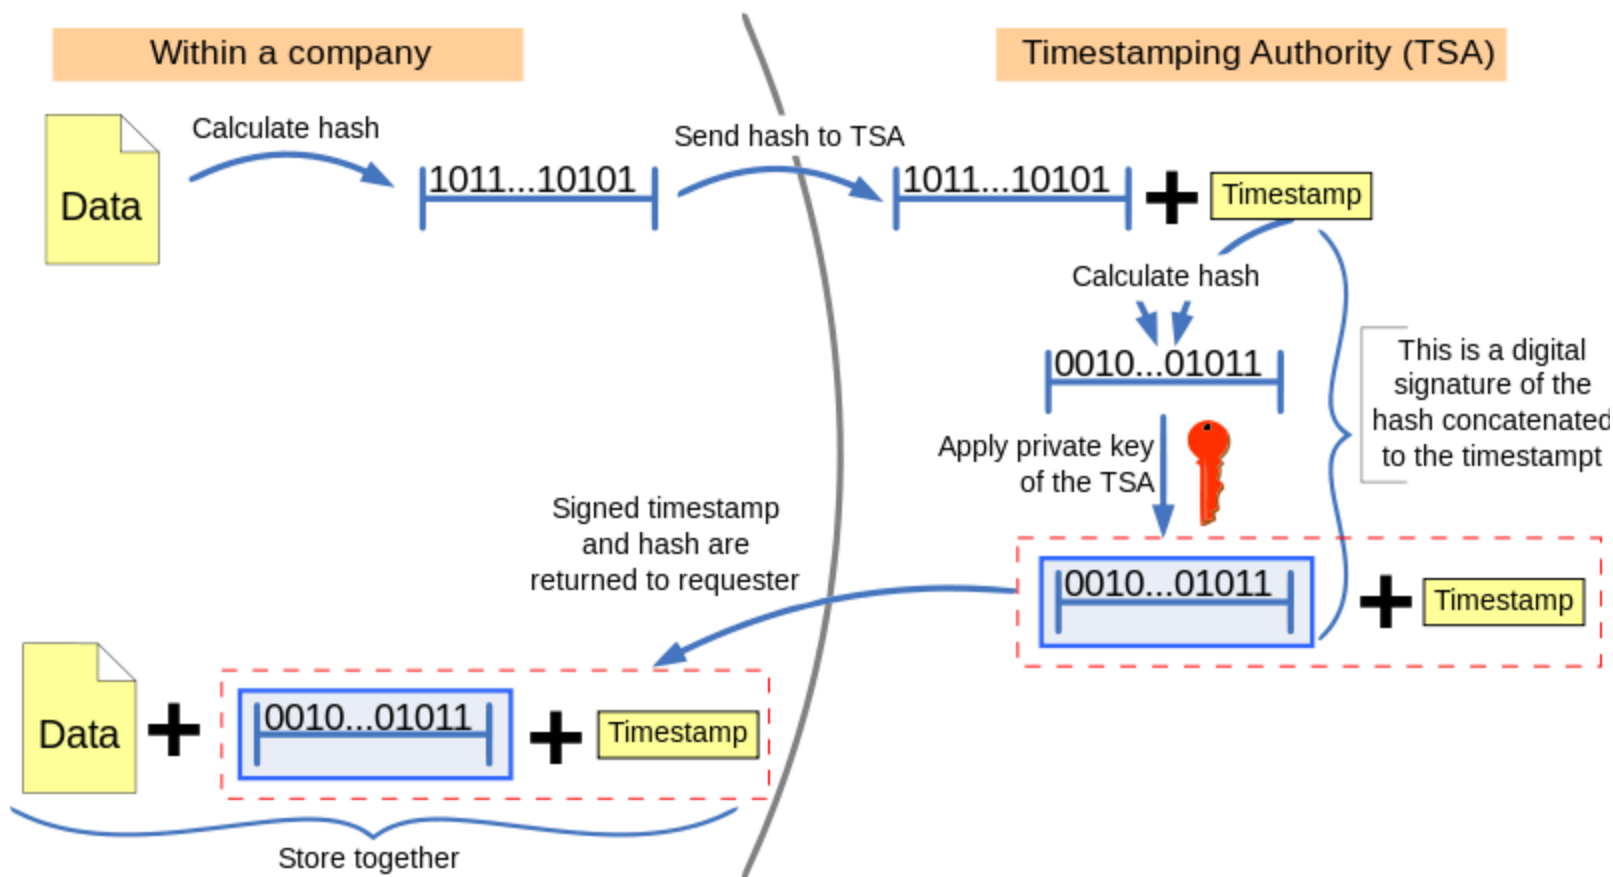 Within a company
Timestamping Authority (TSA)
Calculate hash
Send hash to TSA
Data
1011...10101
1011...10101
Timestamp
Calculate hash
0010...01011
This is a digital
signature of the
hash concatenated
to the timestampt
Apply private key
of the TSA
Signed timestamp
and hash are
returned to requester
0010...01011
Timestamp
Data
0010...01011
Timestamp
Store together